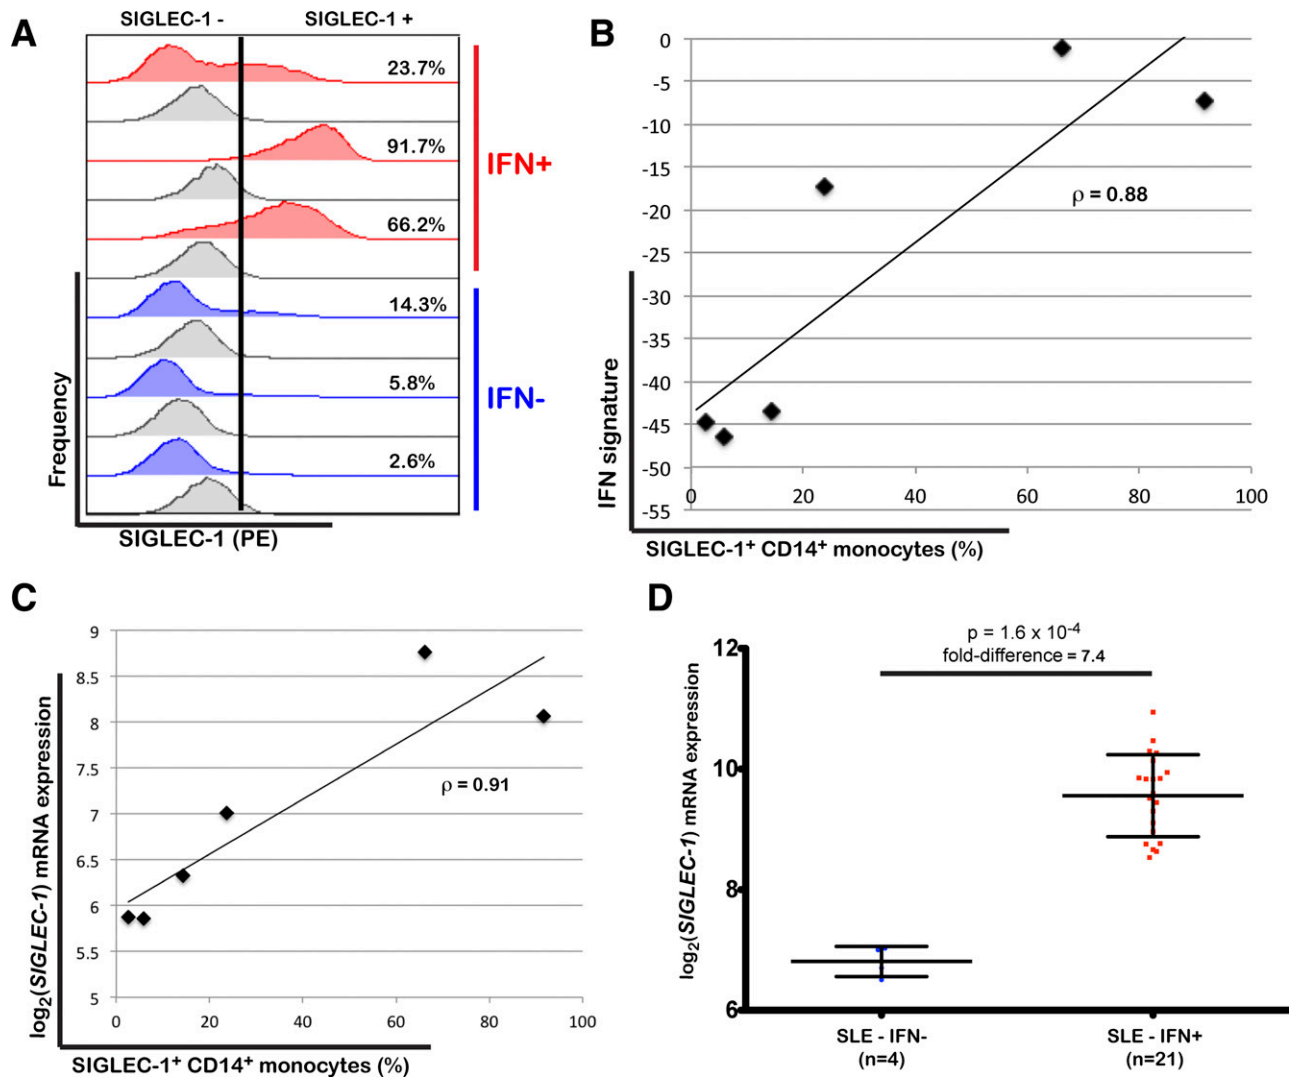 A
SIGLEC-1 -
SIGLEC-1 +
23.7%
91.7%
66.2%
14.3%
5.8%
2.6%
IFN+
IFN-
Frequency
SIGLEC-1 (PE)
B
0
-5
-10
-15
-20
-25
-30
-35
-40
-45
-50
-55
0 20 40 60 80 100
ρ = 0.88
IFN signature
SIGLEC-1⁺ CD14⁺ monocytes (%)
C
9
8.5
8
7.5
7
6.5
6
5.5
5
0 20 40 60 80 100
ρ = 0.91
log₂(SIGLEC-1) mRNA expression
SIGLEC-1⁺ CD14⁺ monocytes (%)
D
p = 1.6 x 10⁻⁴
fold-difference = 7.4
12
10
8
6
log₂(SIGLEC-1) mRNA expression
SLE - IFN-
(n=4)
SLE - IFN+
(n=21)